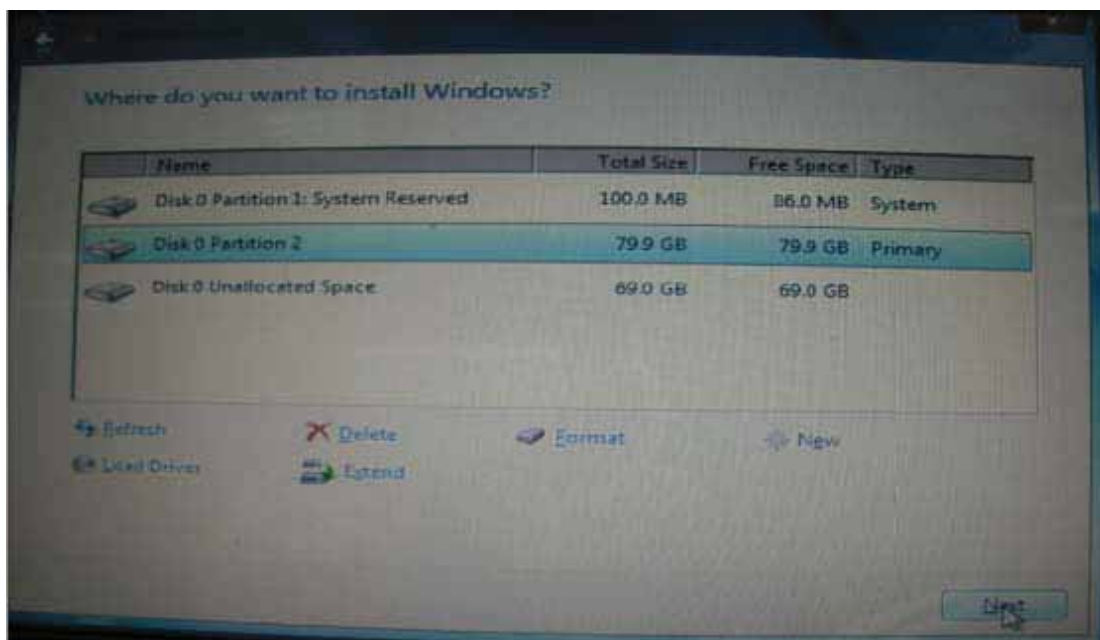 Where do you want to install Windows?
Name Total Size Free Space Type
Disk 0 Partition 1: System Reserved 100.0 MB 86.0 MB System
Disk 0 Partition 2 79.9 GB 79.9 GB Primary
Disk 0 Unallocated Space 69.0 GB 69.0 GB
Refresh Delete Format New
Load Driver Extend
Next